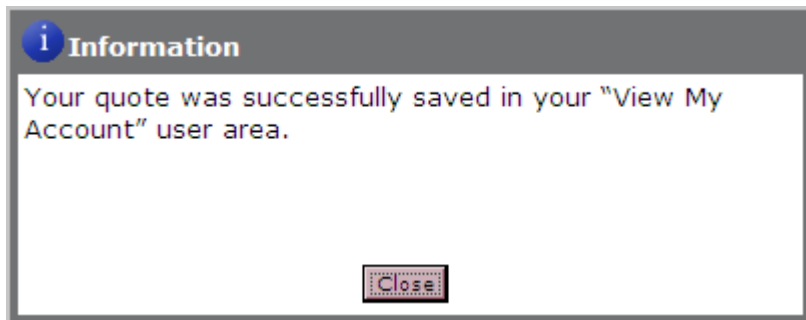 i Information
Your quote was successfully saved in your “View My
Account” user area.
Close